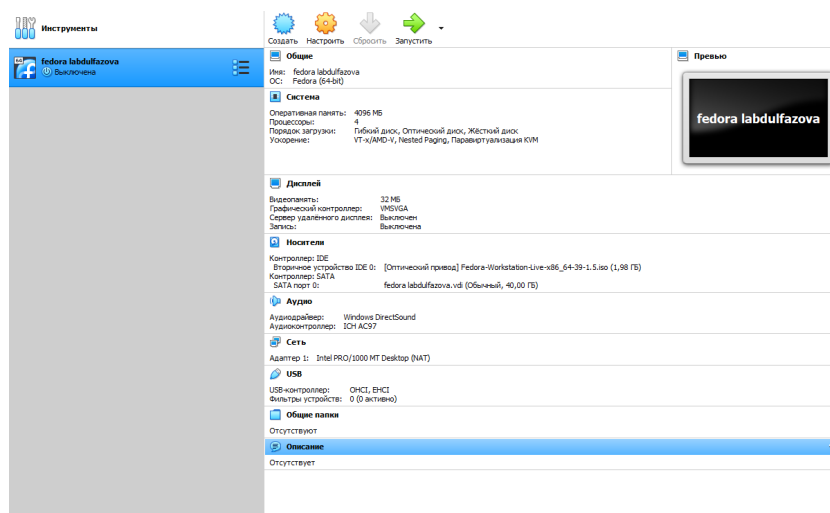 Инструменты
Создать Настроить Сбросить Запустить
64
fedora labdulfazova
Выключена
Общие
Имя: fedora labdulfazova
ОС: Fedora (64-bit)
Превью
fedora labdulfazova
Система
Оперативная память: 4096 МБ
Процессоры: 4
Порядок загрузки: Гибкий диск, Оптический диск, Жёсткий диск
Ускорение: VT-x/AMD-V, Nested Paging, Паравиртуализация KVM
Дисплей
Видеопамять: 32 МБ
Графический контроллер: VMSVGA
Сервер удалённого дисплея: Выключен
Запись: Выключена
Носители
Контроллер: IDE
Вторичное устройство IDE 0: [Оптический привод] Fedora-Workstation-Live-x86_64-39-1.5.iso (1,98 ГБ)
Контроллер: SATA
SATA порт 0: fedora labdulfazova.vdi (Обычный, 40,00 ГБ)
Аудио
Аудиодрайвер: Windows DirectSound
Аудиоконтроллер: ICH AC97
Сеть
Адаптер 1: Intel PRO/1000 MT Desktop (NAT)
USB
USB-контроллер: OHCI, EHCI
Фильтры устройств: 0 (0 активно)
Общие папки
Отсутствуют
Описание
Отсутствует